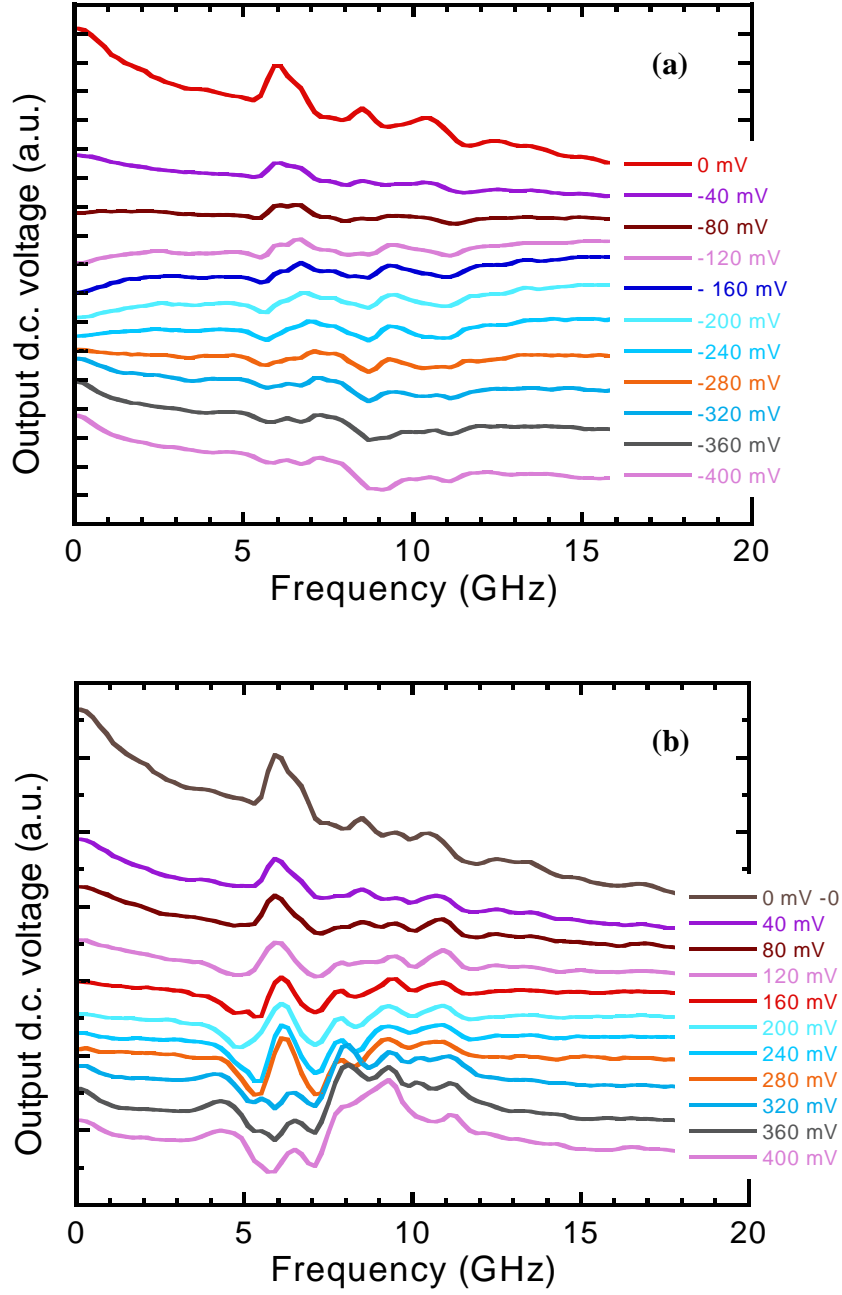 (a)
Output d.c. voltage (a.u.)
0 mV
-40 mV
-80 mV
-120 mV
- 160 mV
-200 mV
-240 mV
-280 mV
-320 mV
-360 mV
-400 mV
0 5 10 15 20
Frequency (GHz)
(b)
Output d.c. voltage (a.u.)
0 mV -0
40 mV
80 mV
120 mV
160 mV
200 mV
240 mV
280 mV
320 mV
360 mV
400 mV
0 5 10 15 20
Frequency (GHz)